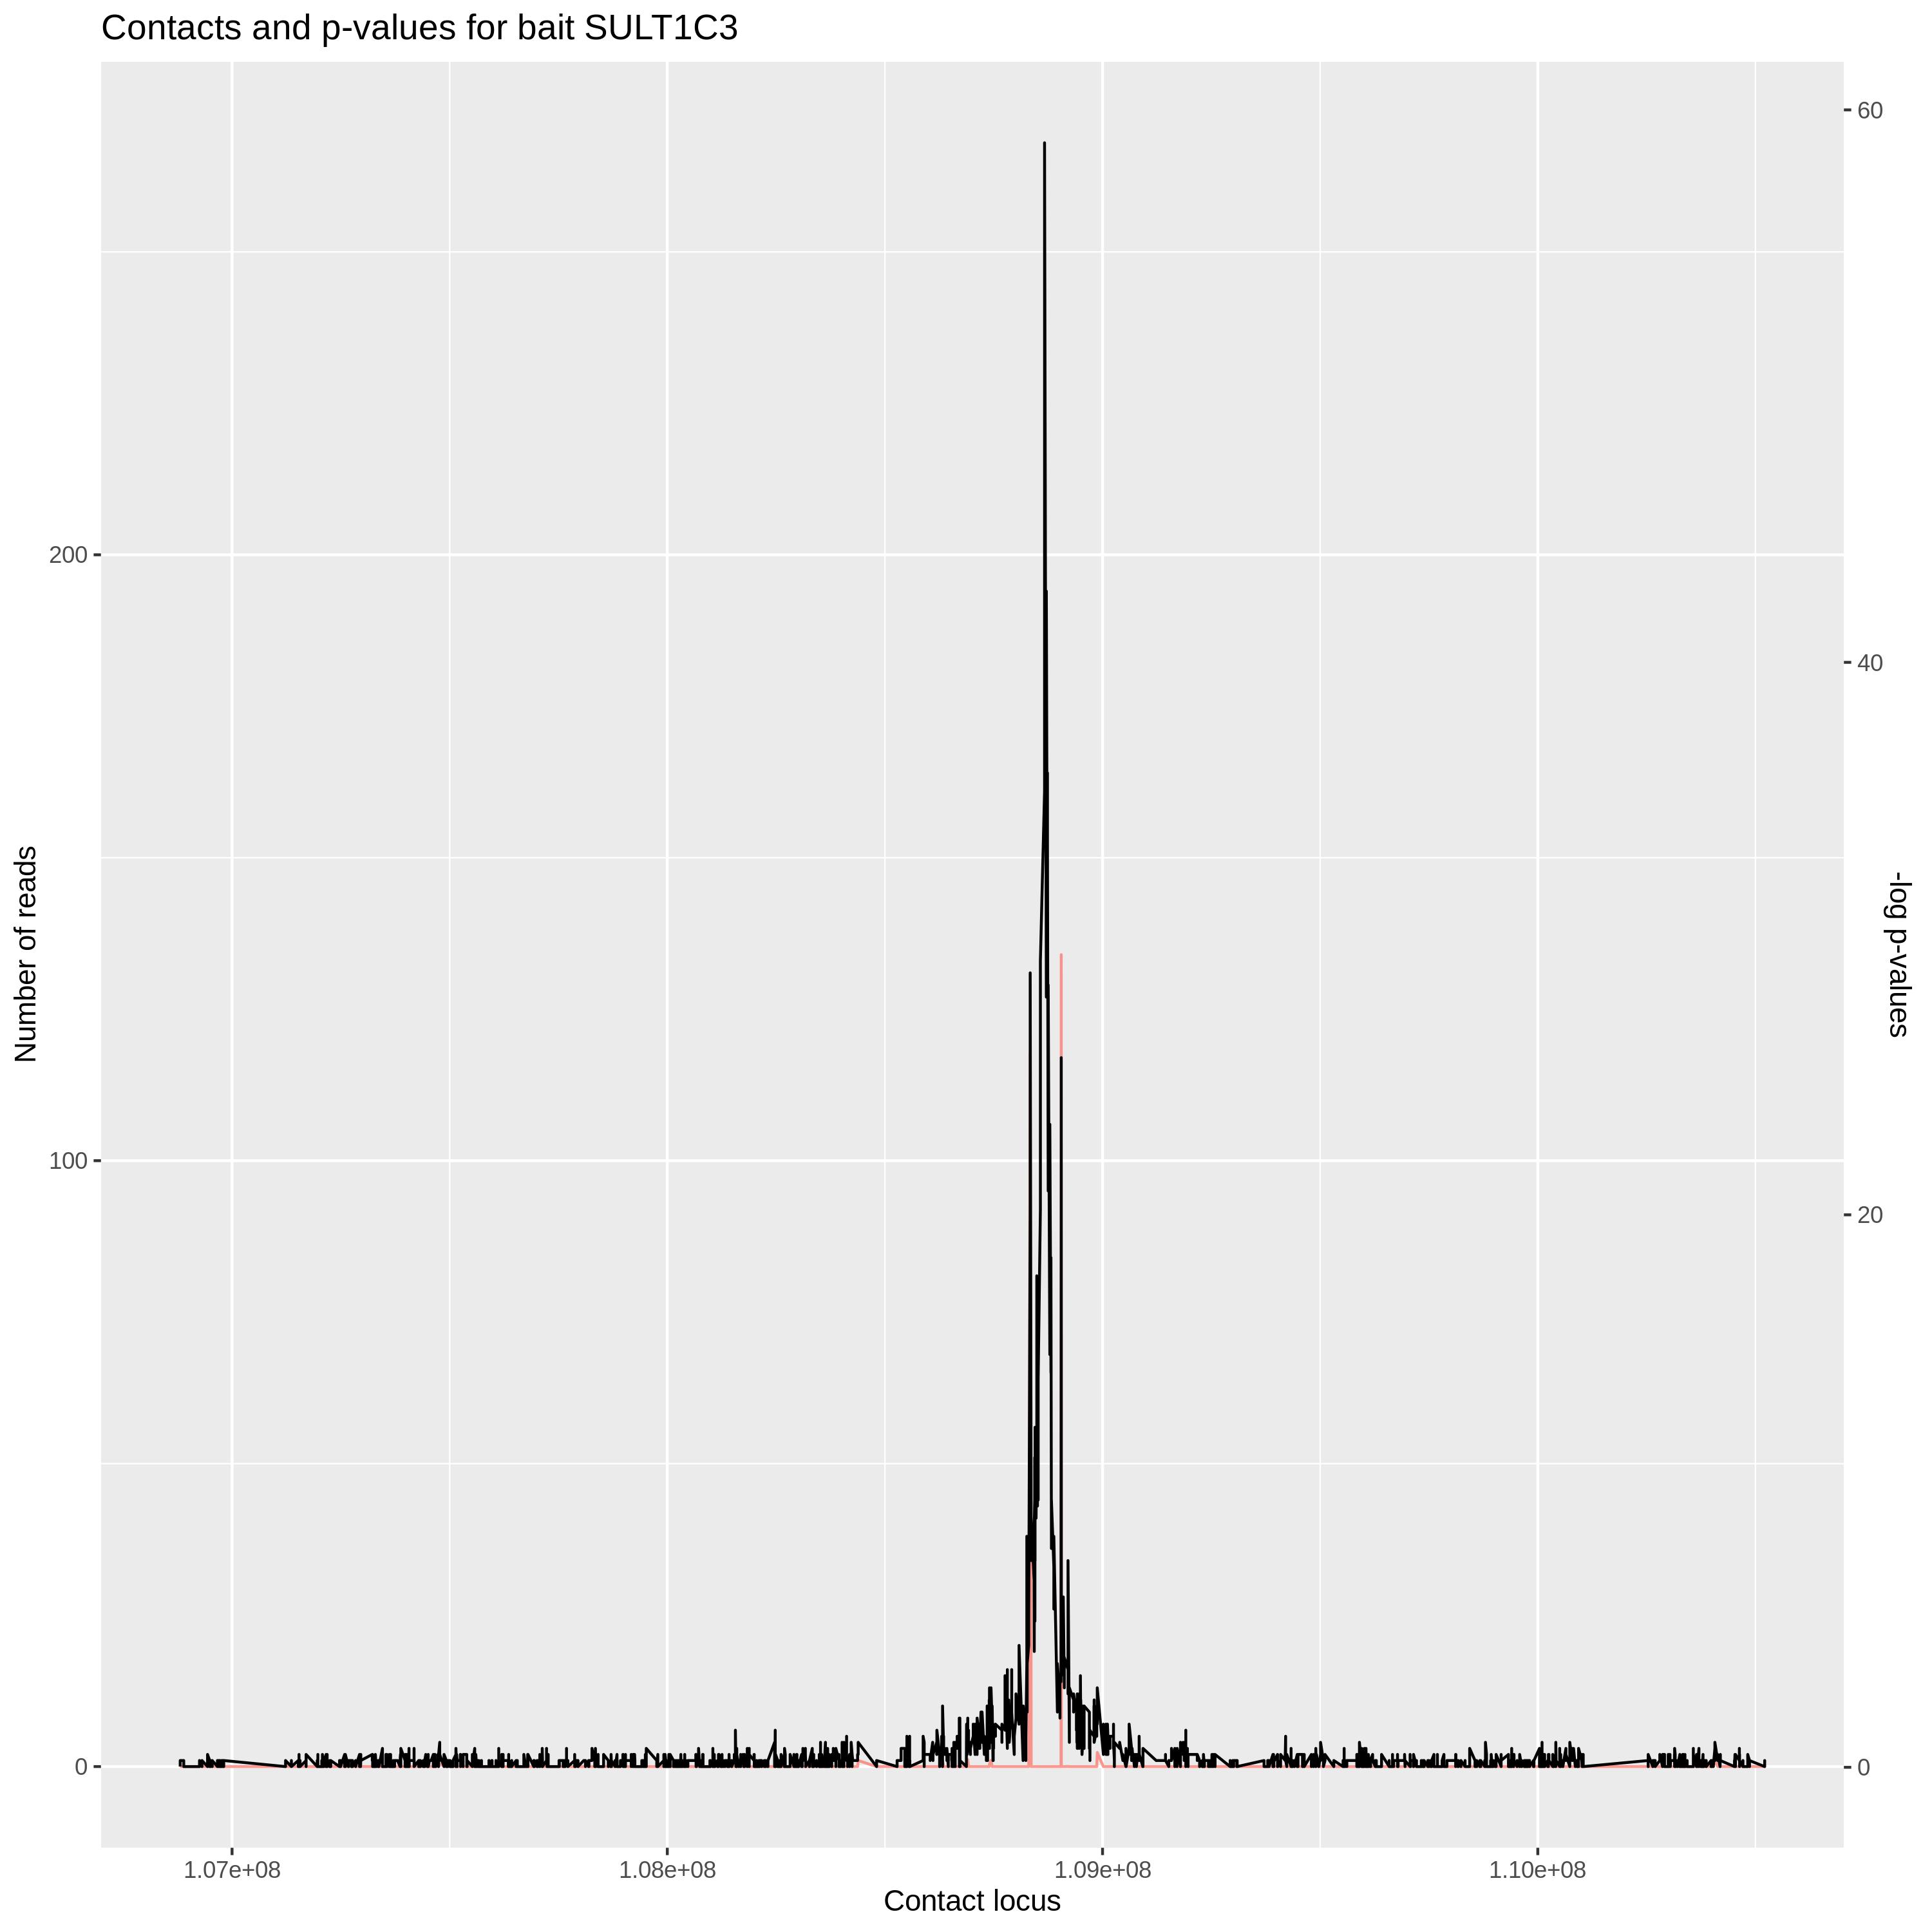 Contacts and p-values for bait SULT1C3
60
200
40
Number of reads
-log p-values
100
20
0
0
1.07e+08
1.08e+08
1.09e+08
1.10e+08
Contact locus